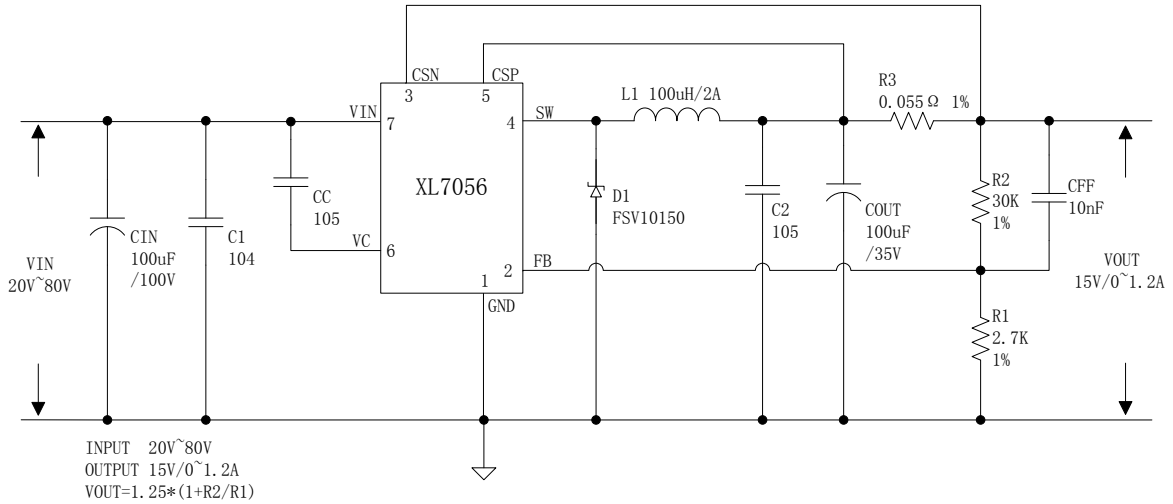 CSN
CSP
3
5
VIN
7
4
SW
L1 100uH/2A
R3
0.055Ω 1%
XL7056
CC
105
VC
6
CIN
100uF
/100V
C1
104
VIN
20V~80V
D1
FSV10150
C2
105
COUT
100uF
/35V
R2
30K
1%
CFF
10nF
FB
2
1
GND
VOUT
15V/0~1.2A
R1
2.7K
1%
INPUT 20V~80V
OUTPUT 15V/0~1.2A
VOUT=1.25*(1+R2/R1)